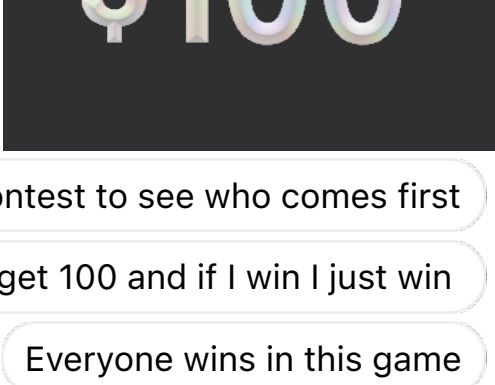 $100
ontest to see who comes first
get 100 and if I win I just win
Everyone wins in this game